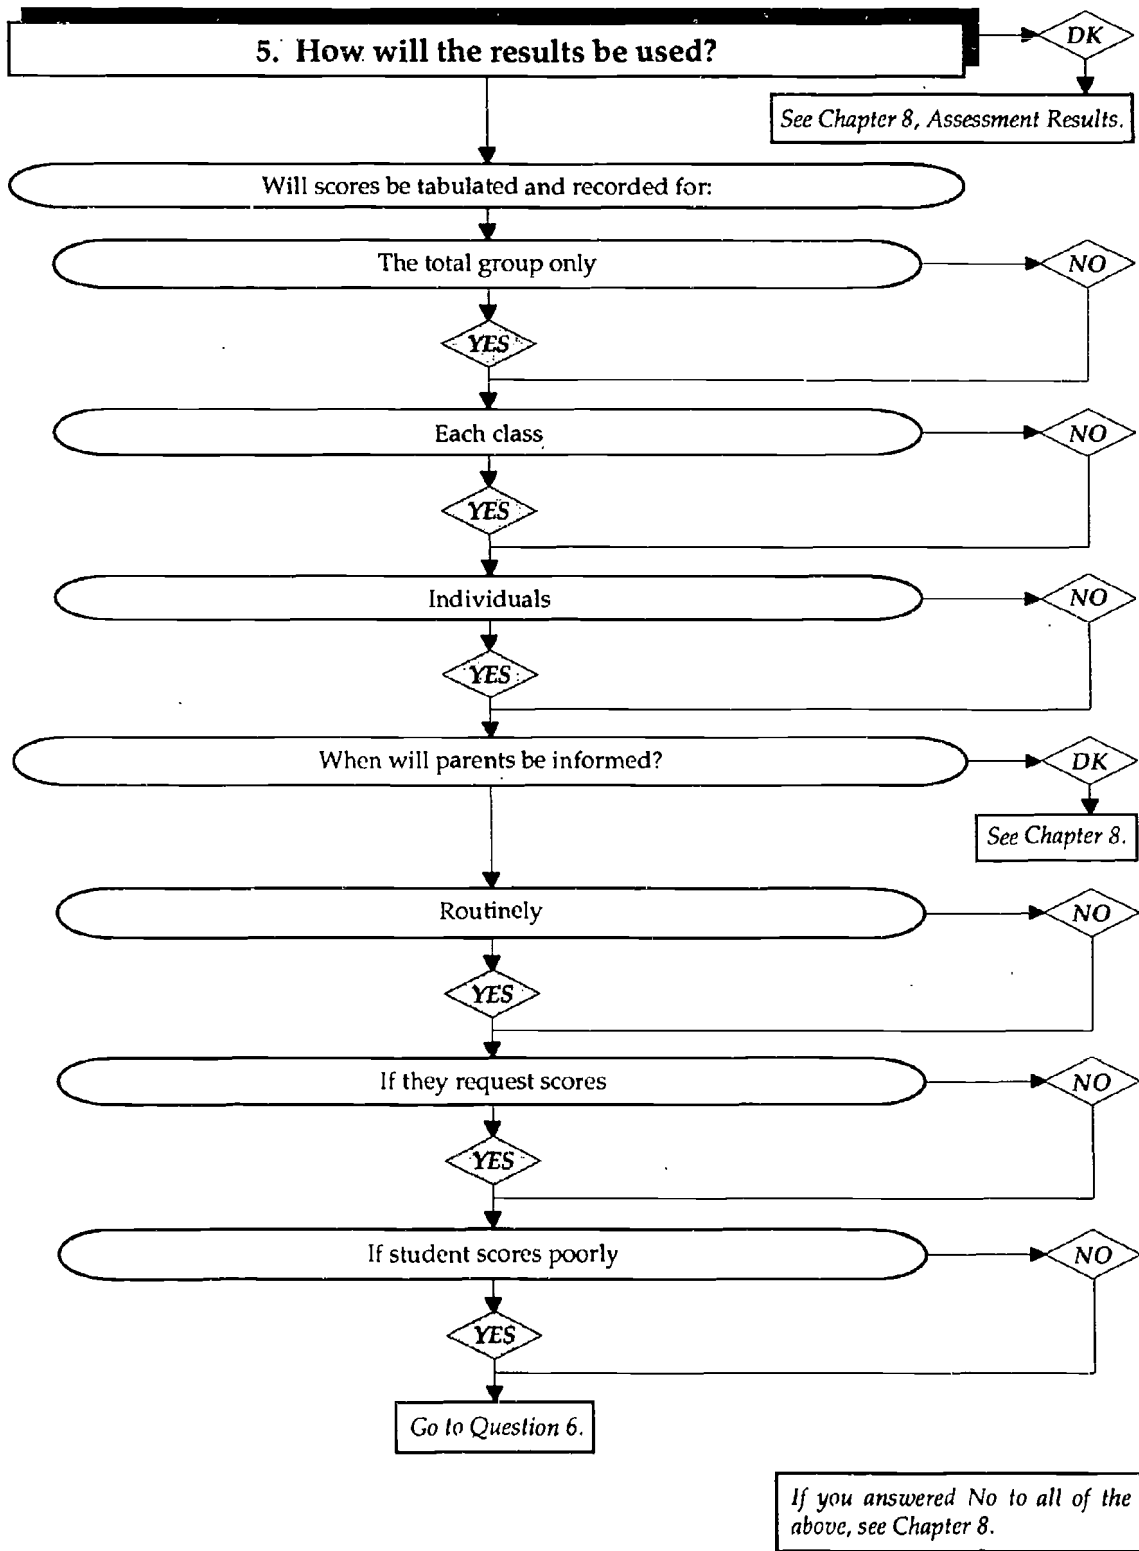 5. How will the results be used?
DK
See Chapter 8, Assessment Results.
Will scores be tabulated and recorded for:
The total group only
NO
YES
Each class
NO
YES
Individuals
NO
YES
When will parents be informed?
DK
See Chapter 8.
Routinely
NO
YES
If they request scores
NO
YES
If student scores poorly
NO
YES
Go to Question 6.
If you answered No to all of the
above, see Chapter 8.